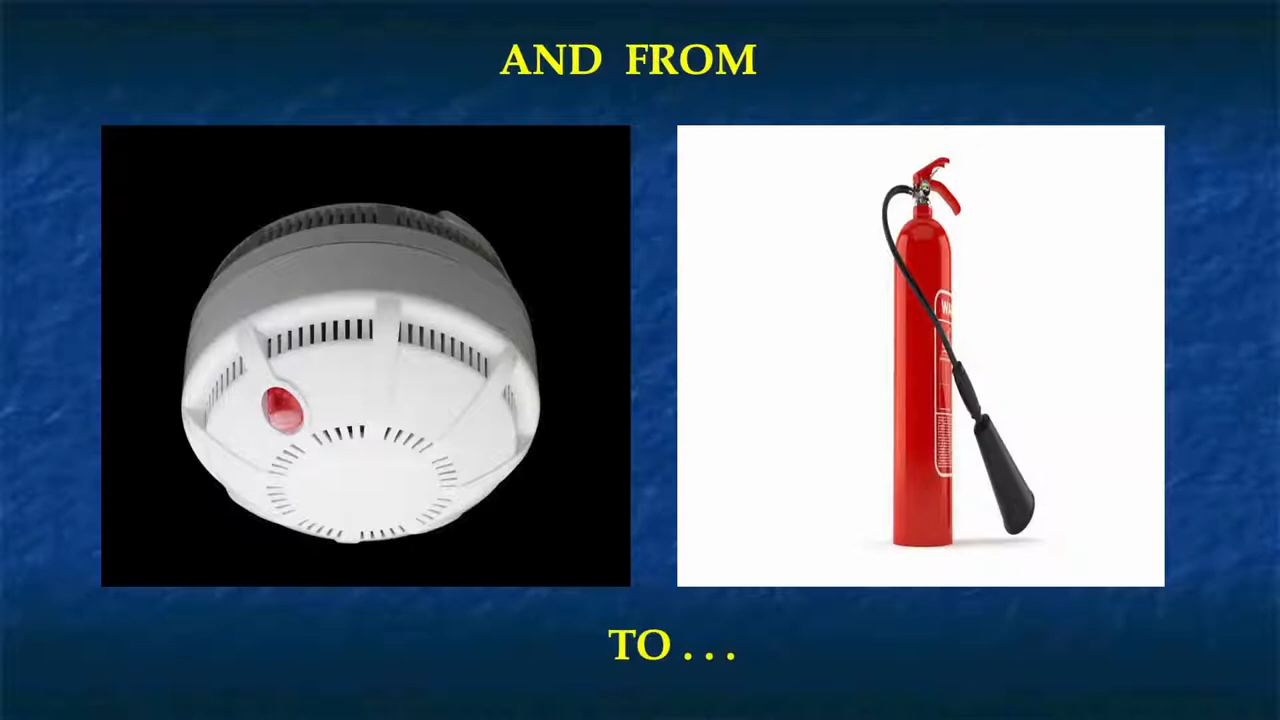 AND FROM
TO . . .